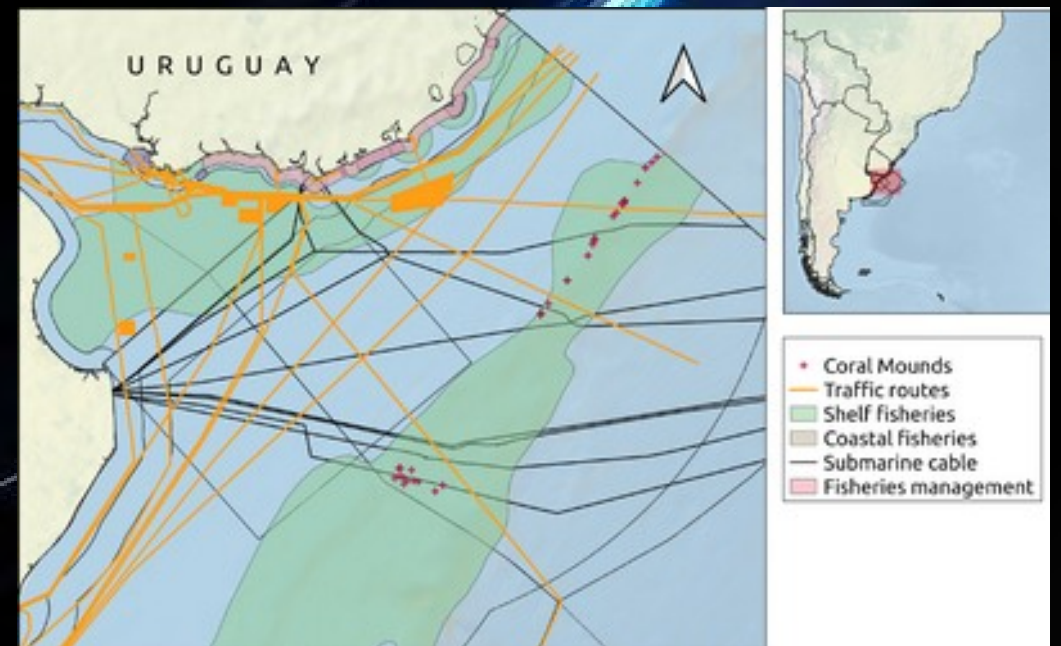 URUGUAY
Coral Mounds
Traffic routes
Shelf fisheries
Coastal fisheries
Submarine cable
Fisheries management